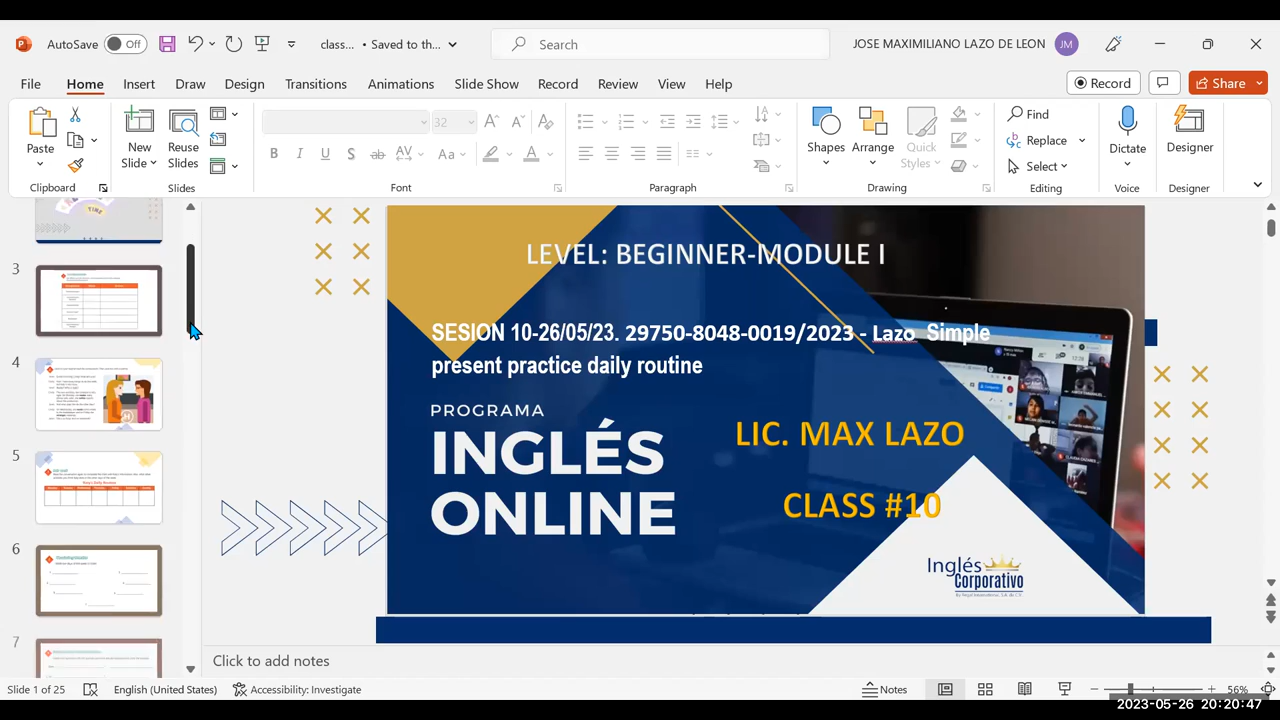 AutoSave Off class... • Saved to th... Search JOSE MAXIMILIANO LAZO DE LEON JM
File Home Insert Draw Design Transitions Animations Slide Show Record Review View Help Record Share
Paste New Slide Reuse Slides 32 Shapes Arrange Quick Styles Find Replace Select Dictate Designer
Clipboard Slides Font Paragraph Drawing Editing Voice Designer
TIME
3
4
5
6
7
LEVEL: BEGINNER-MODULE I
SESION 10-26/05/23. 29750-8048-0019/2023 - Lazo Simple
present practice daily routine
PROGRAMA
INGLÉS
ONLINE
LIC. MAX LAZO
CLASS #10
Inglés
Corporativo
Click to add notes
Slide 1 of 25 English (United States) Accessibility: Investigate Notes 56%
2023-05-26 20:20:47